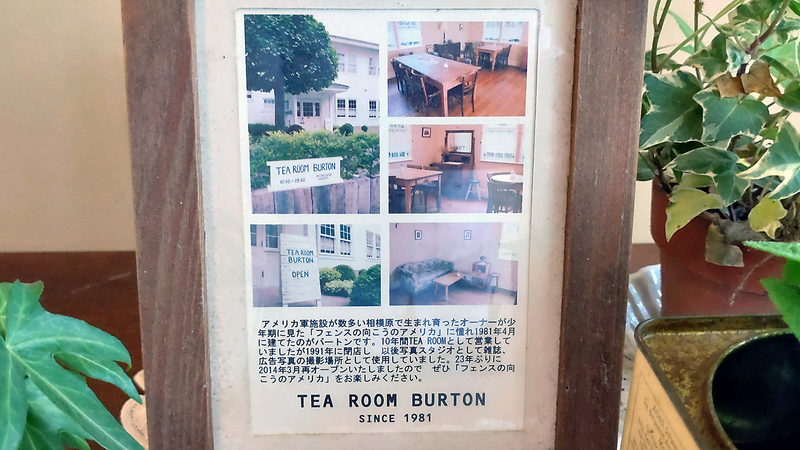 TEA ROOM BURTON
TEA ROOM
BURTON
OPEN
アメリカ軍施設が数多い相模原で生まれ育ったオーナーが少
年期に見た「フェンスの向こうのアメリカ」に憧れ1981年4月
に建てたのがバートンです。10年間TEA ROOMとして営業して
いましたが1991年に閉店し　以後写真スタジオとして雑誌、
広告写真の撮影場所として使用していました。23年ぶりに
2014年3月再オープンいたしましたので　ぜひ「フェンスの向
こうのアメリカ」をお楽しみください。
TEA ROOM BURTON
SINCE 1981